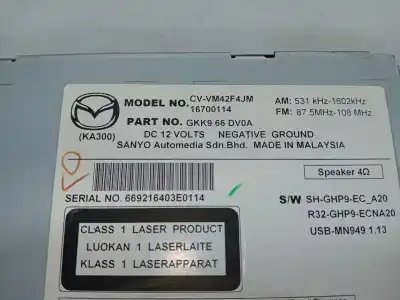 MODEL NO. CV-VM42F4JM
16700114
AM: 531 kHz-1602kHz
FM: 87.5MHz-108 MHz
(KA300)
PART NO. GKK9 66 DV0A
DC 12 VOLTS NEGATIVE GROUND
SANYO Automedia Sdn.Bhd. MADE IN MALAYSIA
Speaker 4Ω
SERIAL NO. 669216403E0114
S/W SH-GHP9-EC_A20
R32-GHP9-ECNA20
USB-MN949 1.13
CLASS 1 LASER PRODUCT
LUOKAN 1 LASERLAITE
KLASS 1 LASERAPPARAT